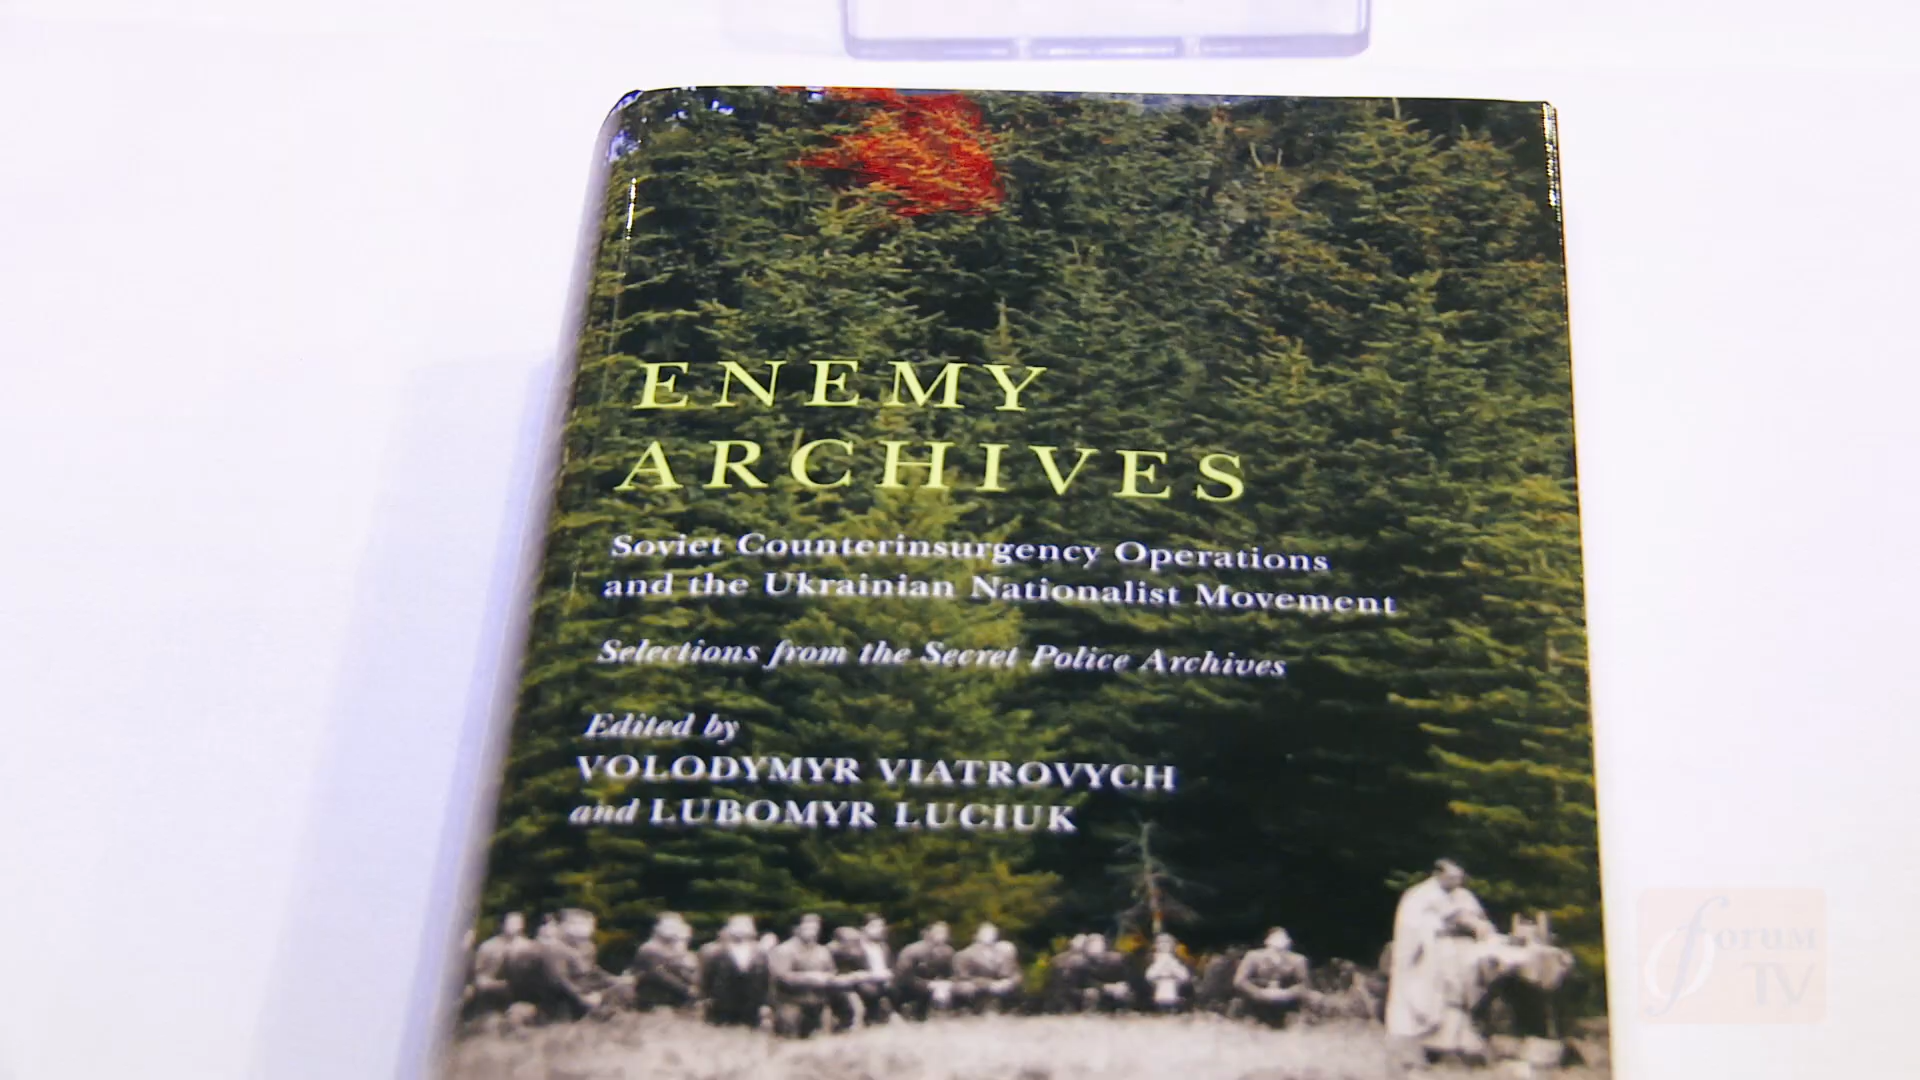 ENEMY
ARCHIVES
Soviet Counterinsurgency Operations
and the Ukrainian Nationalist Movement
Selections from the Secret Police Archives
Edited by
VOLODYMYR VIATROVYCH
and LUBOMYR LUCIUK
forum
TV